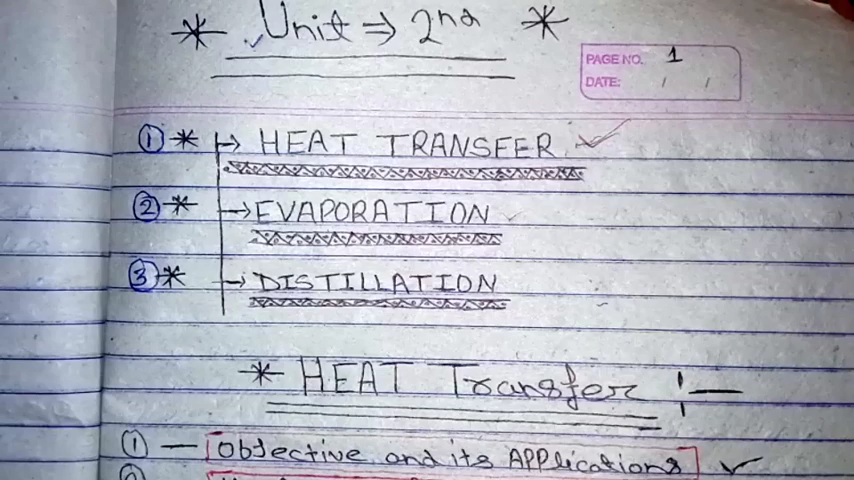 * Unit ⇒ 2nd *
PAGE NO. 1
DATE: / /
① * → HEAT TRANSFER
② * → EVAPORATION
③ * → DISTILLATION
* HEAT Transfer :—
① — Objective and its APPlications
②